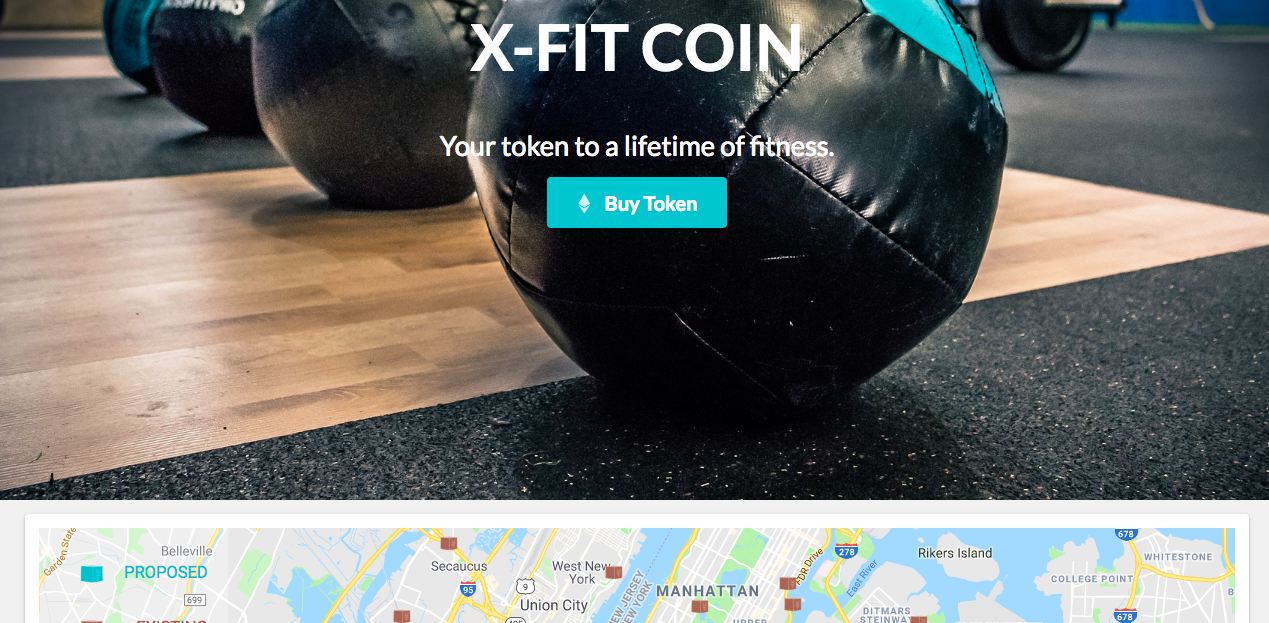 X-FIT COIN
Your token to a lifetime of fitness.
Buy Token
Garden State
Belleville
PROPOSED
699
EXISTING
Secaucus
95
9
West New
York
Union City
495
NEW JERSEY
NEW YORK
MANHATTAN
UPPER
FDR Drive
278
East River
Rikers Island
DITMARS
STEINWAY
678
WHITESTONE
COLLEGE POINT
678